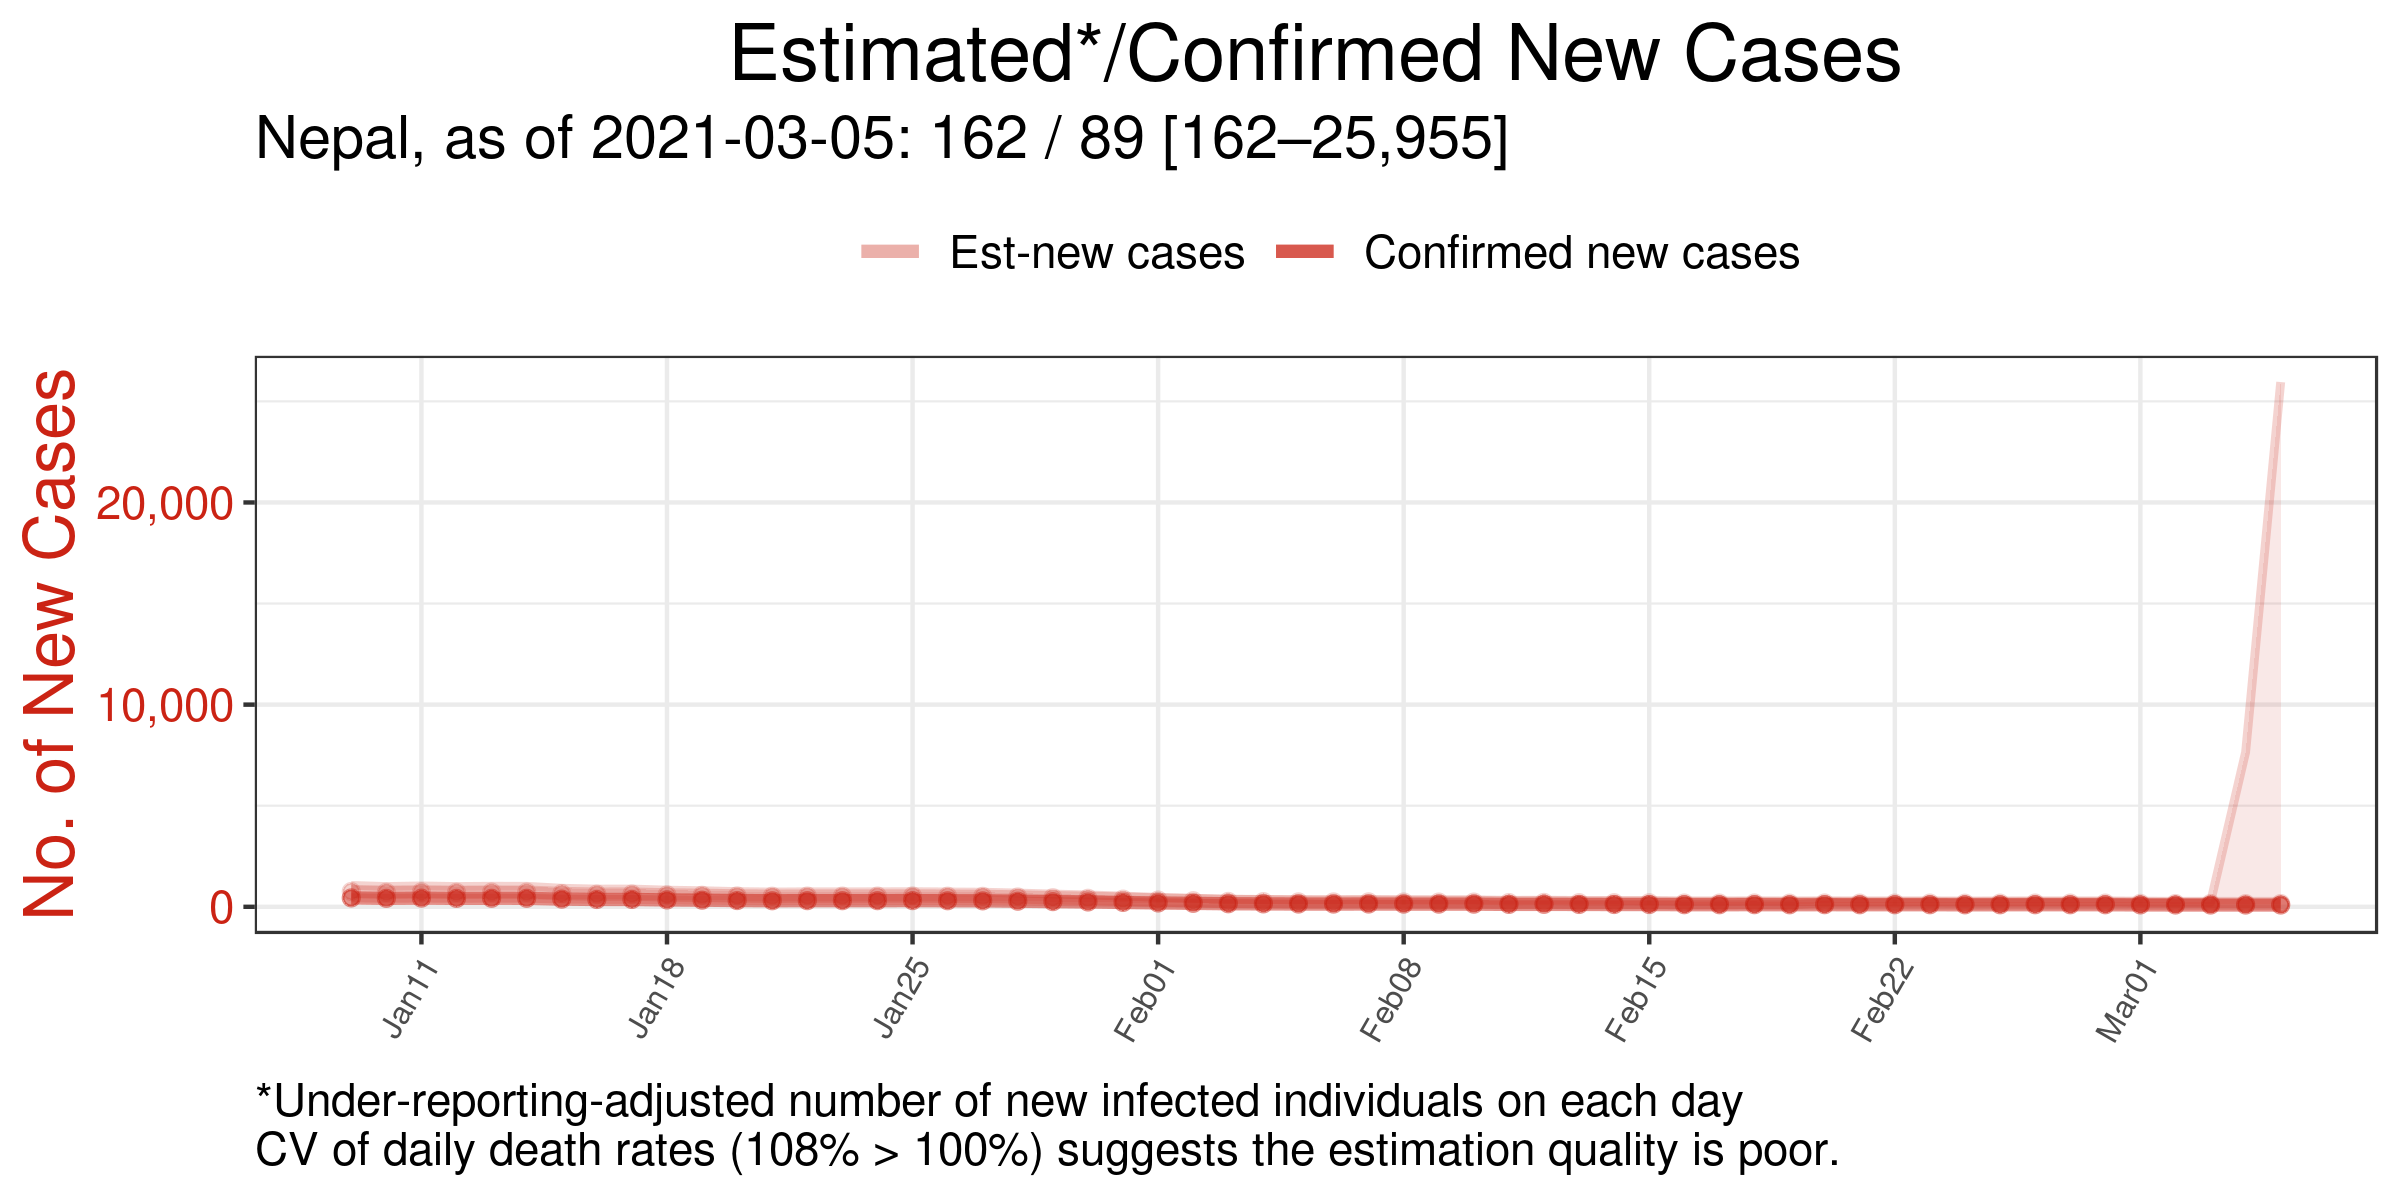 Estimated*/Confirmed New Cases
Nepal, as of 2021-03-05: 162 / 89 [162–25,955]
Est-new cases
Confirmed new cases
No. of New Cases
20,000
10,000
0
Jan11
Jan18
Jan25
Feb01
Feb08
Feb15
Feb22
Mar01
*Under-reporting-adjusted number of new infected individuals on each day
CV of daily death rates (108% > 100%) suggests the estimation quality is poor.